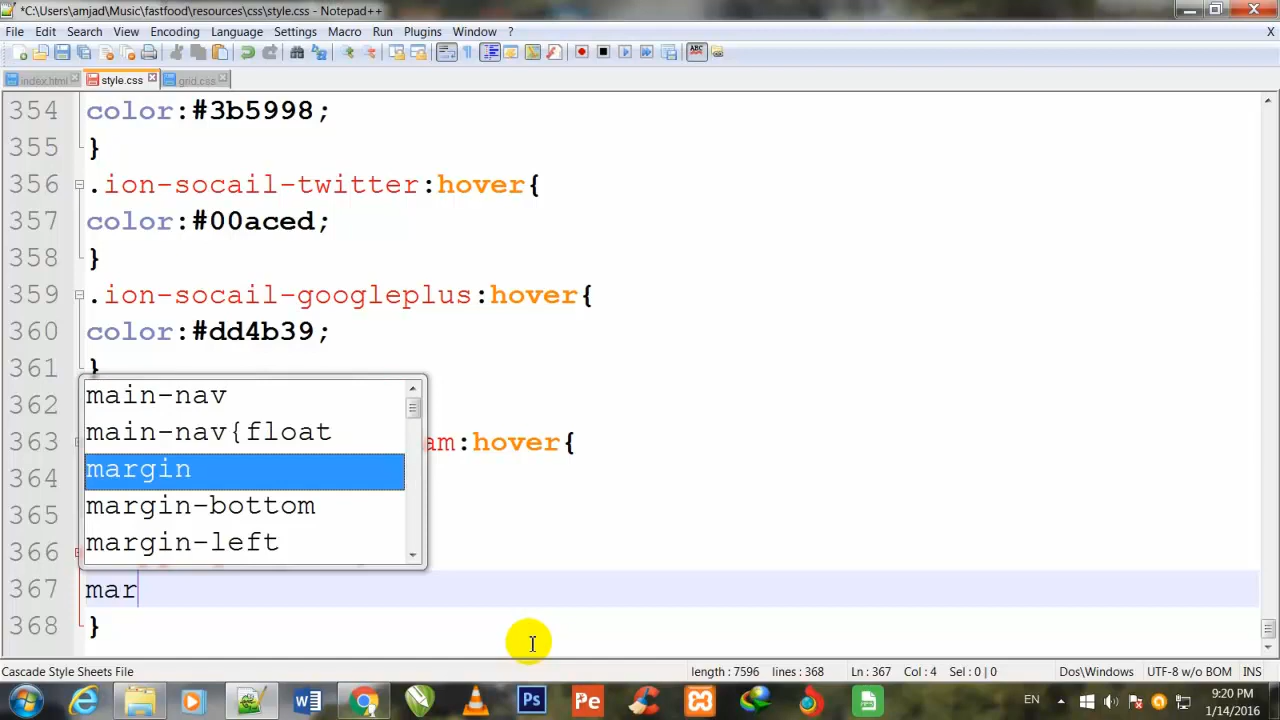 *C:\Users\amjad\Music\fastfood\resources\css\style.css - Notepad++
File Edit Search View Encoding Language Settings Macro Run Plugins Window ? X
index.html style.css grid.css
354 color:#3b5998;
355 }
356 .ion-socail-twitter:hover{
357 color:#00aced;
358 }
359 .ion-socail-googleplus:hover{
360 color:#dd4b39;
361 }
362
363 am:hover{
364
365
366
main-nav
main-nav{float
margin
margin-bottom
margin-left
367 mar
368 }
Cascade Style Sheets File length : 7596 lines : 368 Ln : 367 Col : 4 Sel : 0 | 0 Dos\Windows UTF-8 w/o BOM INS
W Ps Pe EN 9:20 PM
1/14/2016